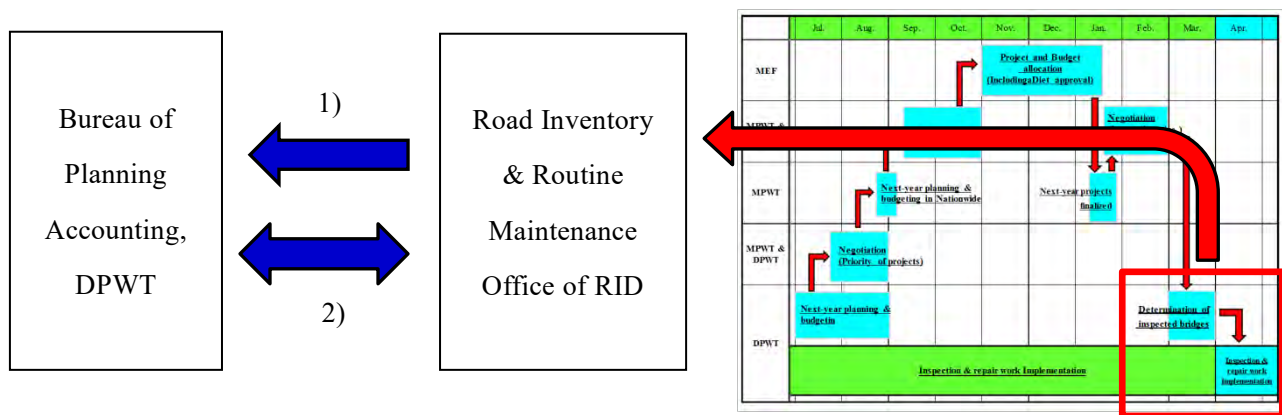 Bureau of
Planning
Accounting,
DPWT
1)
2)
Road Inventory
& Routine
Maintenance
Office of RID
Jul. Aug. Sep. Oct. Nov. Dec. Jan. Feb. Mar. Apr.
MEF
Project and Budget
allocation
(IncludingaDiet approval)
MPWT &
Negotiation
MPWT
Next-year planning &
budgeting in Nationwide
Next-year projects
finalized
MPWT &
DPWT
Negotiation
(Priority of projects)
DPWT
Next-year planning &
budgetin
Determination of
inspected bridges
Inspection & repair work Implementation
Inspection &
repair work
implementation